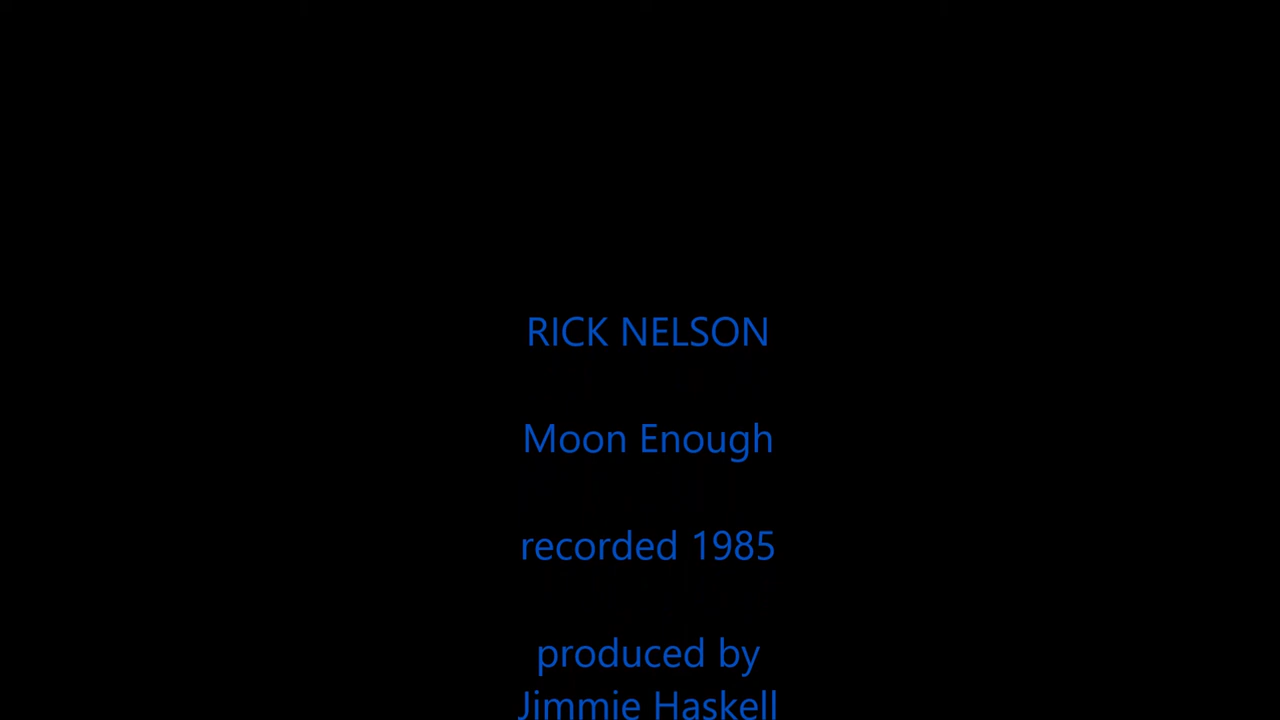 RICK NELSON
Moon Enough
recorded 1985
produced by
Jimmie Haskell